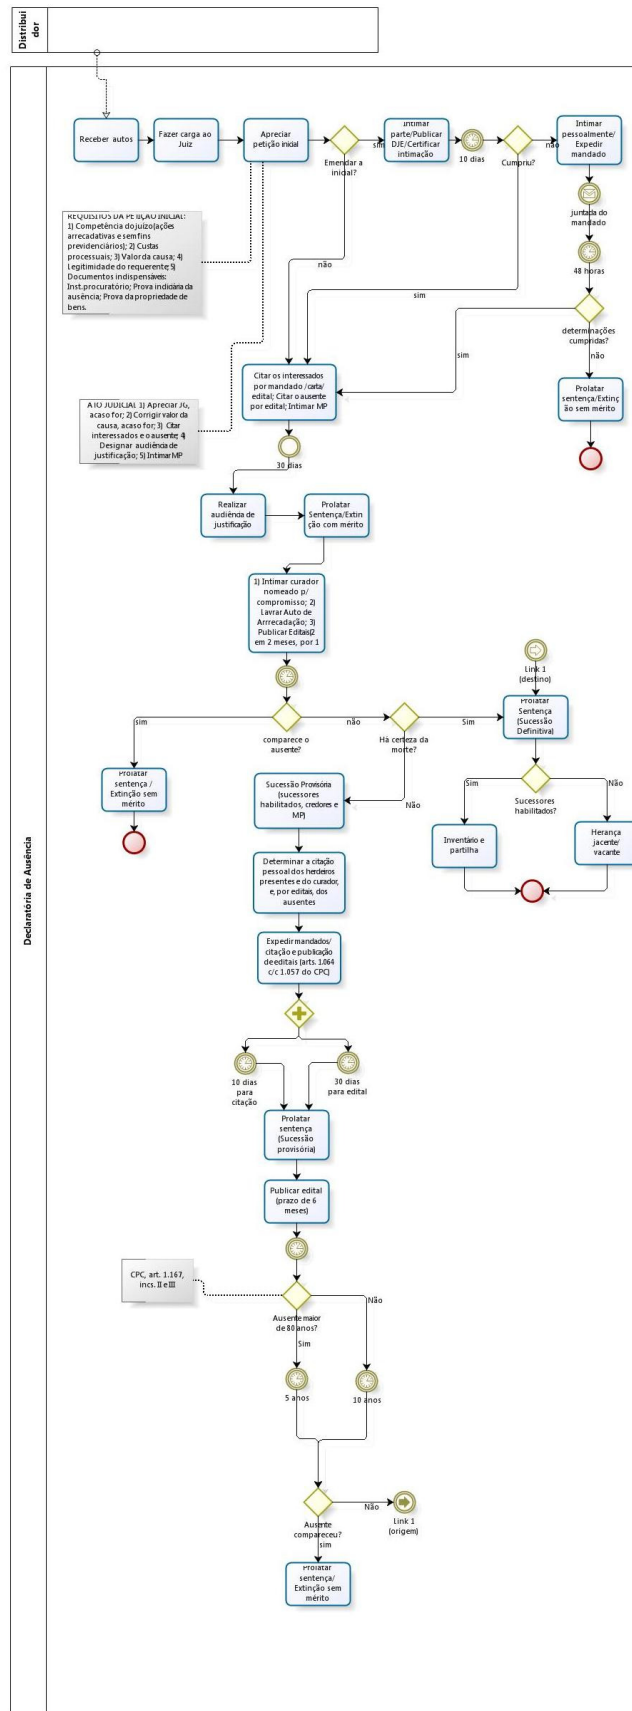 Distribui
dor
Declaratória de Ausência
Receber autos
Fazer carga ao
Juiz
Apreciar
petição inicial
Emendar a
inicial?
sim
não
Intimar
parte/Publicar
DJE/Certificar
intimação
10 dias
Cumpriu?
não
sim
Intimar
pessoalmente/
Expedir
mandado
juntada do
mandado
48 horas
determinações
cumpridas?
sim
não
Prolatar
sentença/Extinç
ão sem mérito
REQUISITOS DA PETIÇÃO INICIAL:
1) Competência do juízo(ações
arrecadativas e sem fins
previdenciários); 2) Custas
processuais; 3) Valor da causa; 4)
Legitimidade do requerente; 5)
Documentos indispensáveis:
Inst.procuratório; Prova indiciária da
ausência; Prova da propriedade de
bens.
ATO JUDICIAL 1) Apreciar JG,
acaso for; 2) Corrigir valor da
causa, acaso for; 3) Citar
interessados e o ausente; 4)
Designar audiência de
justificação; 5) Intimar MP
Citar os interessados
por mandado /carta/
edital; Citar o ausente
por edital; Intimar MP
30 dias
Realizar
audiência de
justificação
Prolatar
Sentença/Extin
ção com mérito
1) Intimar curador
nomeado p/
compromisso; 2)
Lavrar Auto de
Arrrecadação; 3)
Publicar Editais(2
em 2 meses, por 1
comparece o
ausente?
sim
não
Prolatar
sentença /
Extinção sem
mérito
Há certeza da
morte?
Sim
Não
Link 1
(destino)
Prolatar
Sentença
(Sucessão
Definitiva)
Sucessores
habilitados?
Sim
Não
Inventário e
partilha
Herança
jacente/
vacante
Sucessão Provisória
(sucessores
habilitados, credores e
MP)
Determinar a citação
pessoal dos herdeiros
presentes e do curador,
e, por editais, dos
ausentes
Expedir mandados/
citação e publicação
de editais (arts. 1.064
c/c 1.057 do CPC)
10 dias
para
citação
30 dias
para edital
Prolatar
sentença
(Sucessão
provisória)
Publicar edital
(prazo de 6
meses)
CPC, art. 1.167,
incs. II e III
Ausente maior
de 80 anos?
Não
Sim
5 anos
10 anos
Ausente
compareceu?
Não
sim
Link 1
(origem)
Prolatar
sentença/
Extinção sem
mérito